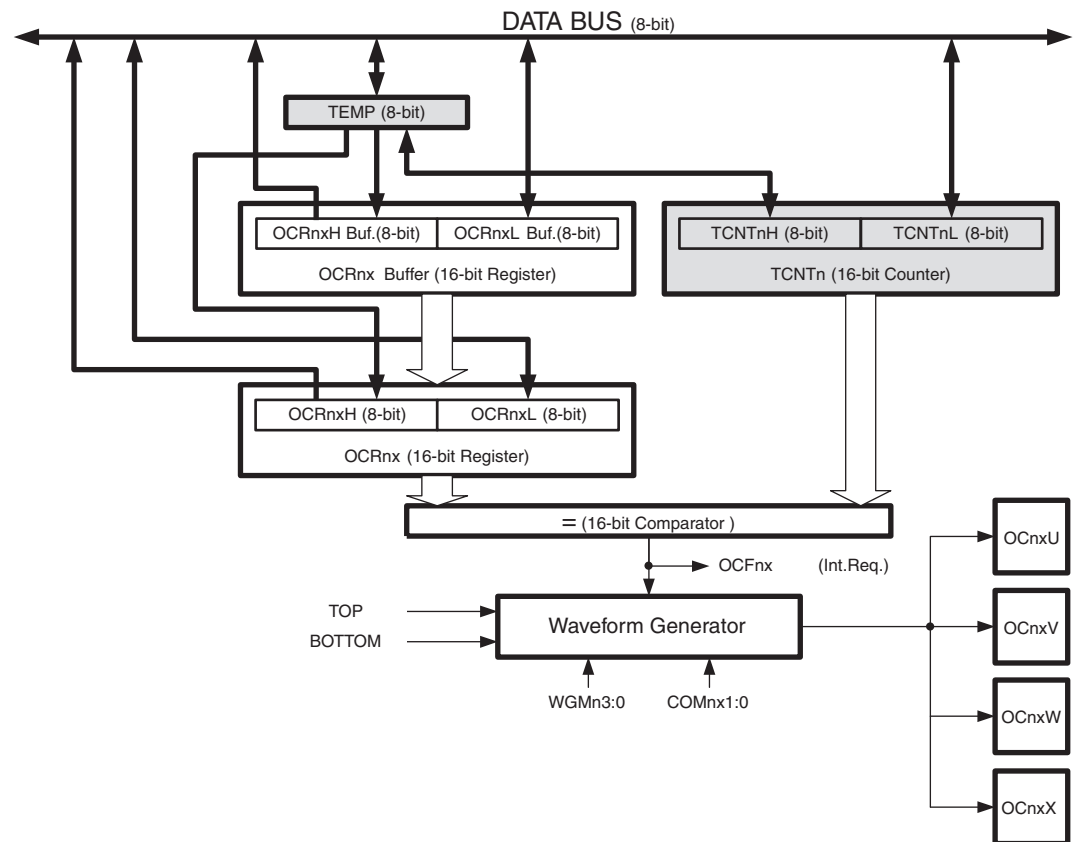 DATA BUS (8-bit)
TEMP (8-bit)
OCRnxH Buf.(8-bit) OCRnxL Buf.(8-bit)
OCRnx Buffer (16-bit Register)
TCNTnH (8-bit) TCNTnL (8-bit)
TCNTn (16-bit Counter)
OCRnxH (8-bit) OCRnxL (8-bit)
OCRnx (16-bit Register)
= (16-bit Comparator )
OCFnx (Int.Req.)
TOP
BOTTOM
Waveform Generator
WGMn3:0 COMnx1:0
OCnxU
OCnxV
OCnxW
OCnxX